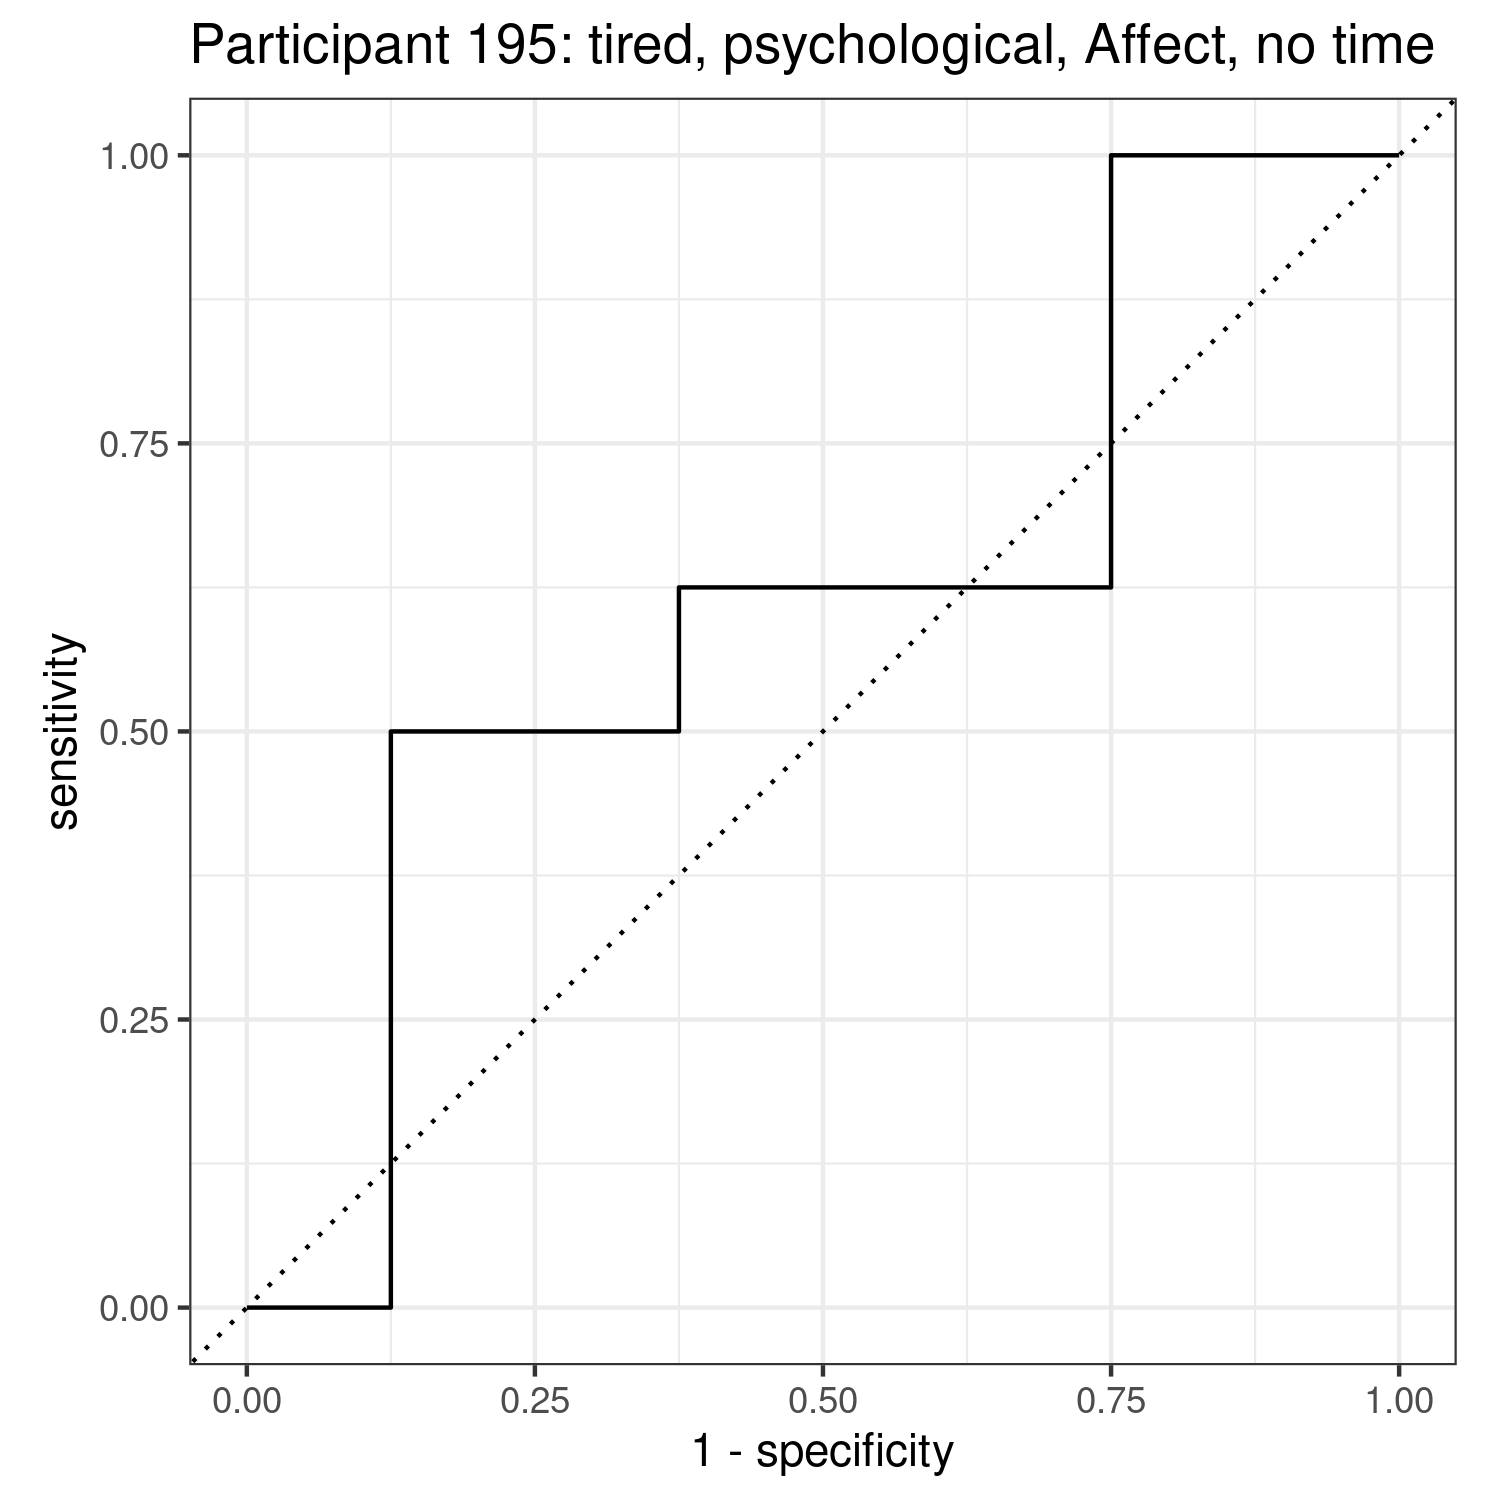 Participant 195: tired, psychological, Affect, no time
1.00
0.75
0.50
0.25
0.00
sensitivity
0.00 0.25 0.50 0.75 1.00
1 - specificity